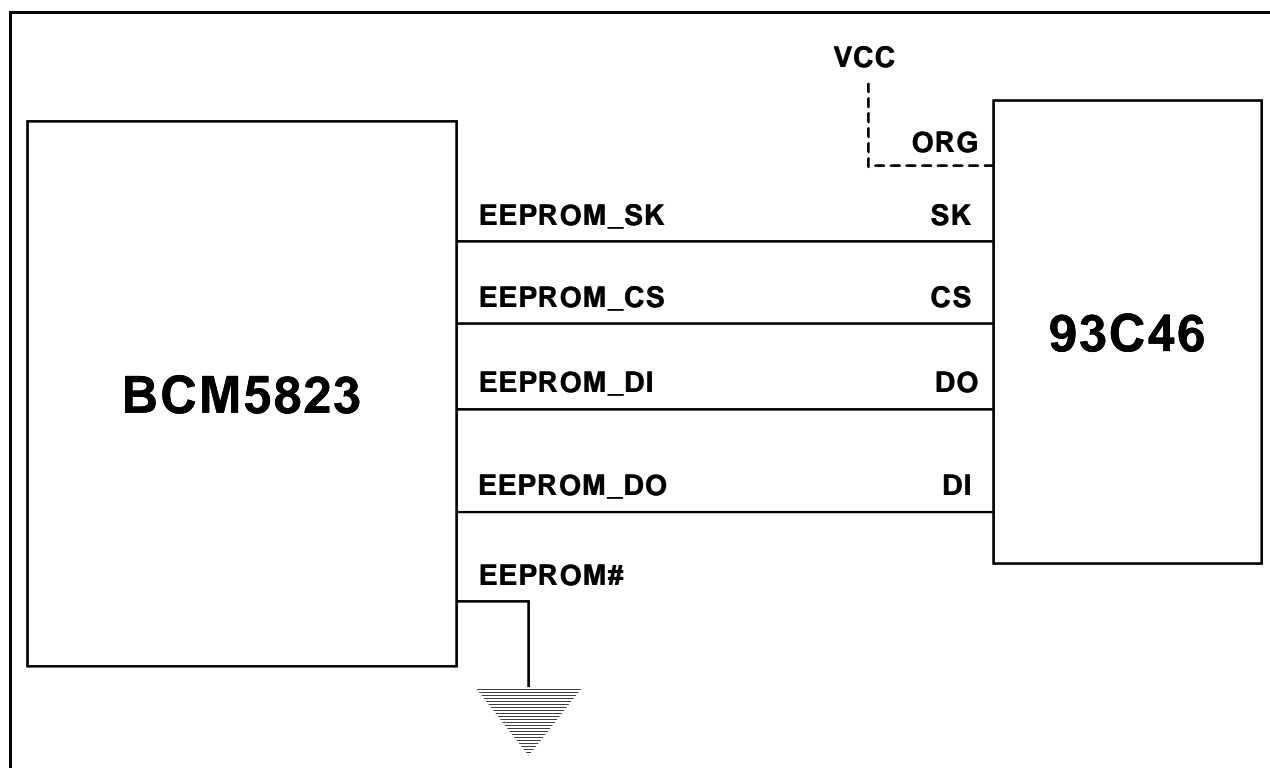 VCC
ORG
EEPROM_SK SK
EEPROM_CS CS
93C46
EEPROM_DI DO
BCM5823
EEPROM_DO DI
EEPROM#